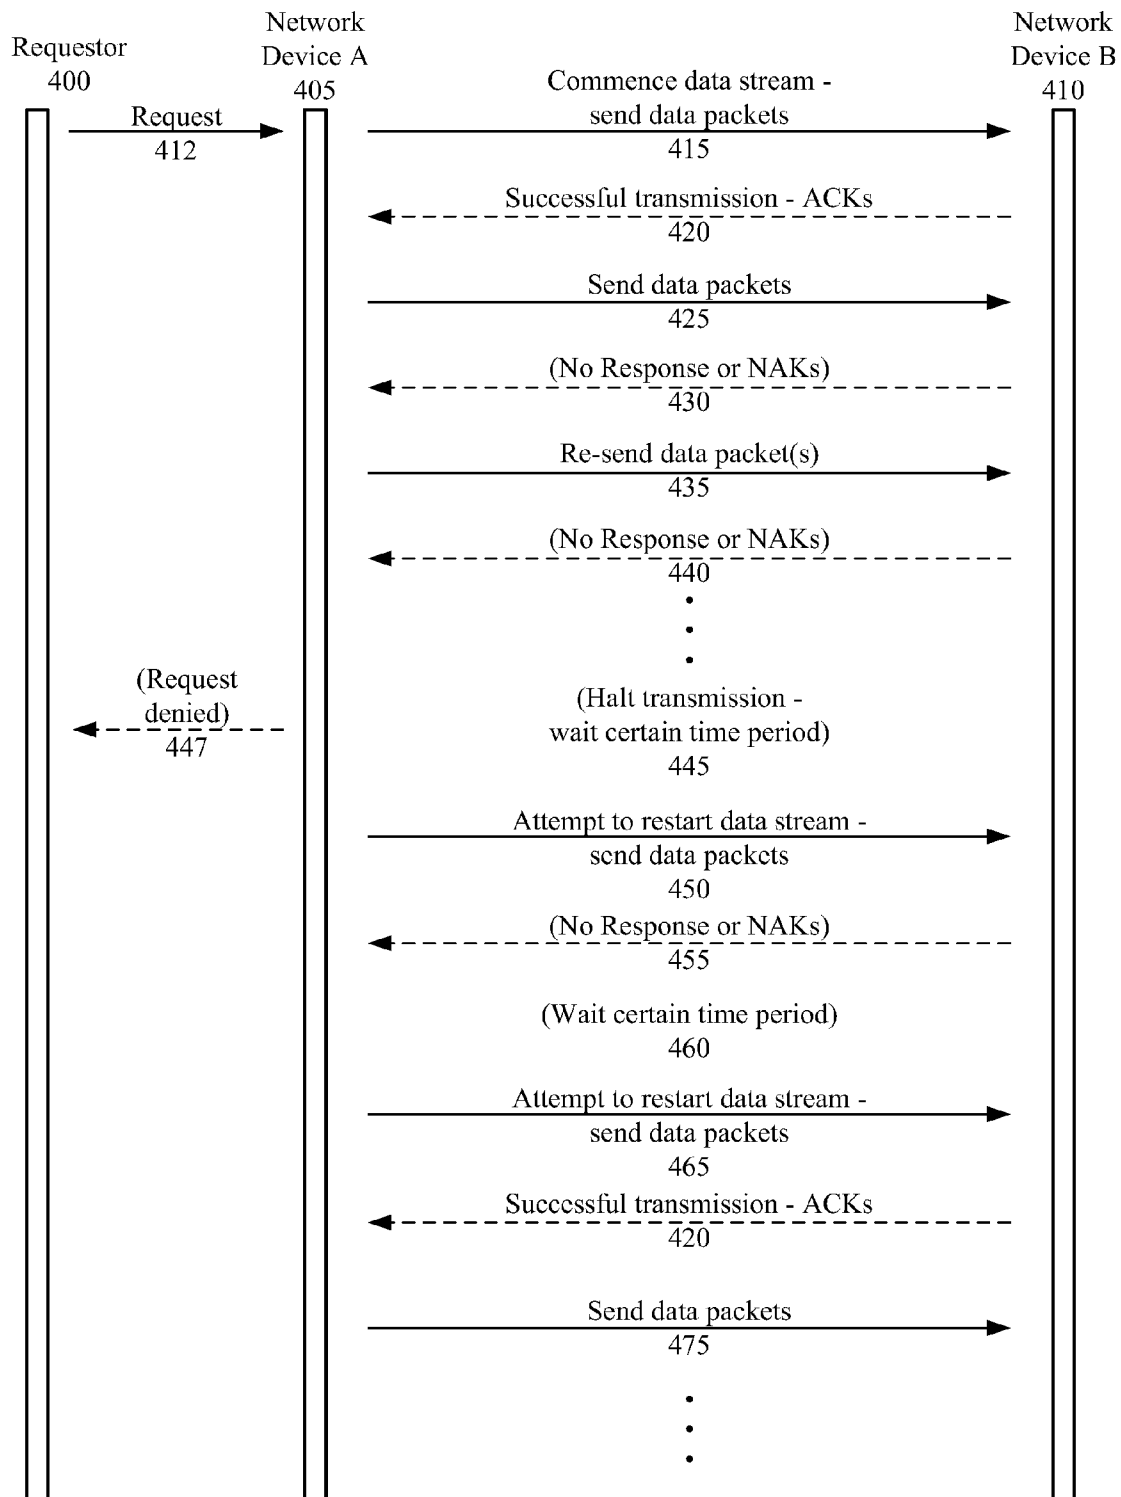 Requestor
400
Network
Device A
405
Network
Device B
410
Request
412
Commence data stream -
send data packets
415
Successful transmission - ACKs
420
Send data packets
425
(No Response or NAKs)
430
Re-send data packet(s)
435
(No Response or NAKs)
440
(Request
denied)
447
(Halt transmission -
wait certain time period)
445
Attempt to restart data stream -
send data packets
450
(No Response or NAKs)
455
(Wait certain time period)
460
Attempt to restart data stream -
send data packets
465
Successful transmission - ACKs
420
Send data packets
475